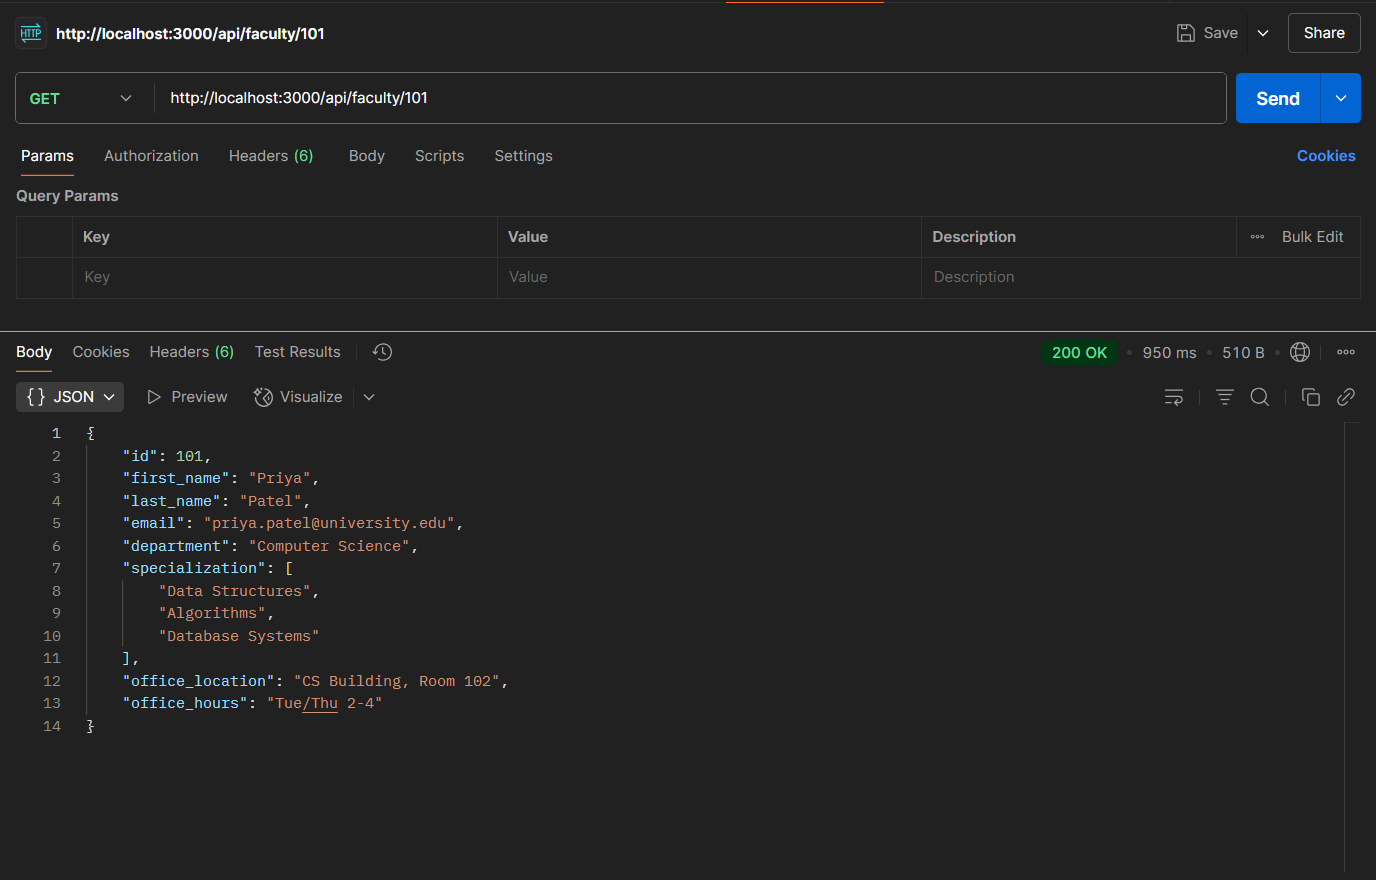 HTTP http://localhost:3000/api/faculty/101 Save Share
GET http://localhost:3000/api/faculty/101 Send
Params Authorization Headers (6) Body Scripts Settings Cookies
Query Params
Key Value Description Bulk Edit
Key Value Description
Body Cookies Headers (6) Test Results 200 OK 950 ms 510 B
{} JSON Preview Visualize
1 {
2 "id": 101,
3 "first_name": "Priya",
4 "last_name": "Patel",
5 "email": "priya.patel@university.edu",
6 "department": "Computer Science",
7 "specialization": [
8 "Data Structures",
9 "Algorithms",
10 "Database Systems"
11 ],
12 "office_location": "CS Building, Room 102",
13 "office_hours": "Tue/Thu 2-4"
14 }